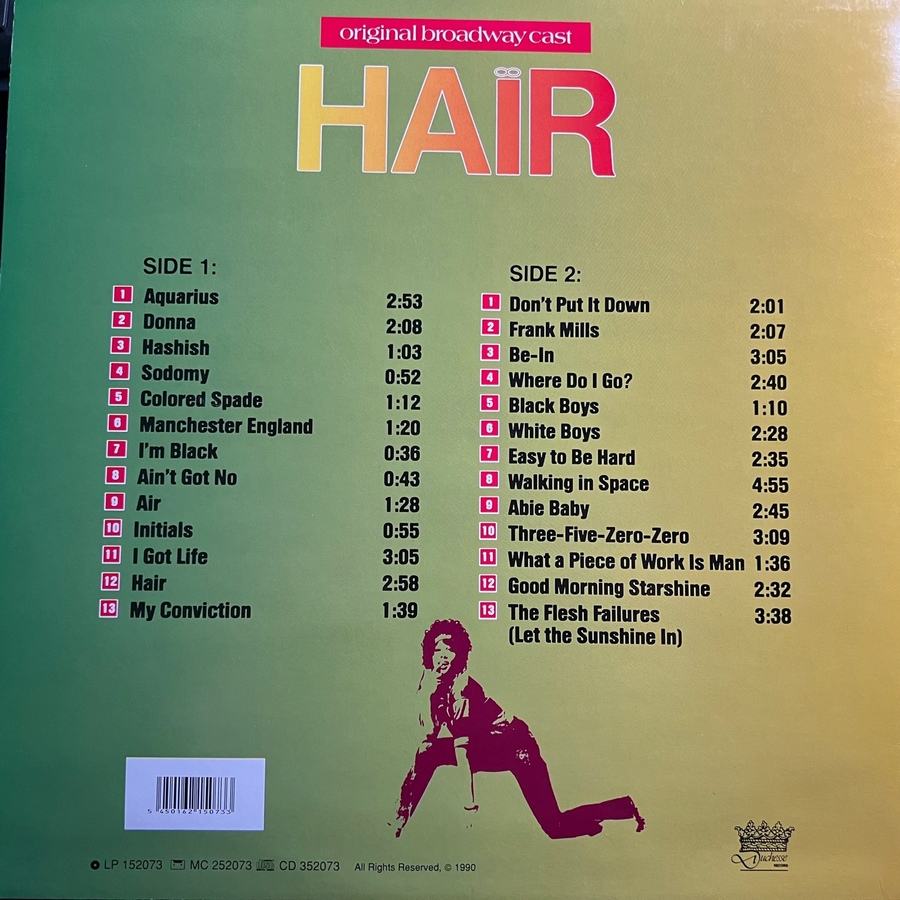 original broadway cast
HAÏR
SIDE 1:
1 Aquarius 2:53
2 Donna 2:08
3 Hashish 1:03
4 Sodomy 0:52
5 Colored Spade 1:12
6 Manchester England 1:20
7 I'm Black 0:36
8 Ain't Got No 0:43
9 Air 1:28
10 Initials 0:55
11 I Got Life 3:05
12 Hair 2:58
13 My Conviction 1:39
SIDE 2:
1 Don't Put It Down 2:01
2 Frank Mills 2:07
3 Be-In 3:05
4 Where Do I Go? 2:40
5 Black Boys 1:10
6 White Boys 2:28
7 Easy to Be Hard 2:35
8 Walking in Space 4:55
9 Abie Baby 2:45
10 Three-Five-Zero-Zero 3:09
11 What a Piece of Work Is Man 1:36
12 Good Morning Starshine 2:32
13 The Flesh Failures 3:38
(Let the Sunshine In)
5 450162 150733
LP 152073 MC 252073 CD 352073 All Rights Reserved, © 1990
Duchesse